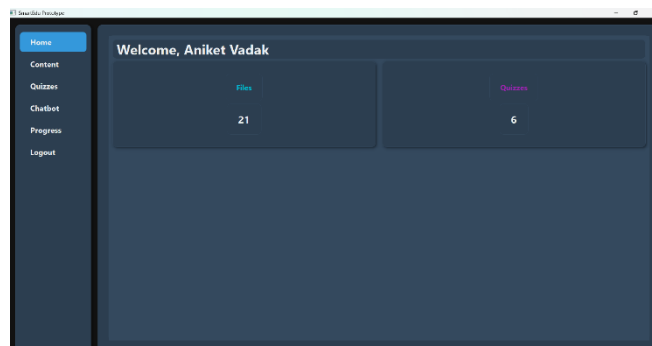 SmartEdu Prototype
Home
Content
Quizzes
Chatbot
Progress
Logout
Welcome, Aniket Vadak
Files
21
Quizzes
6